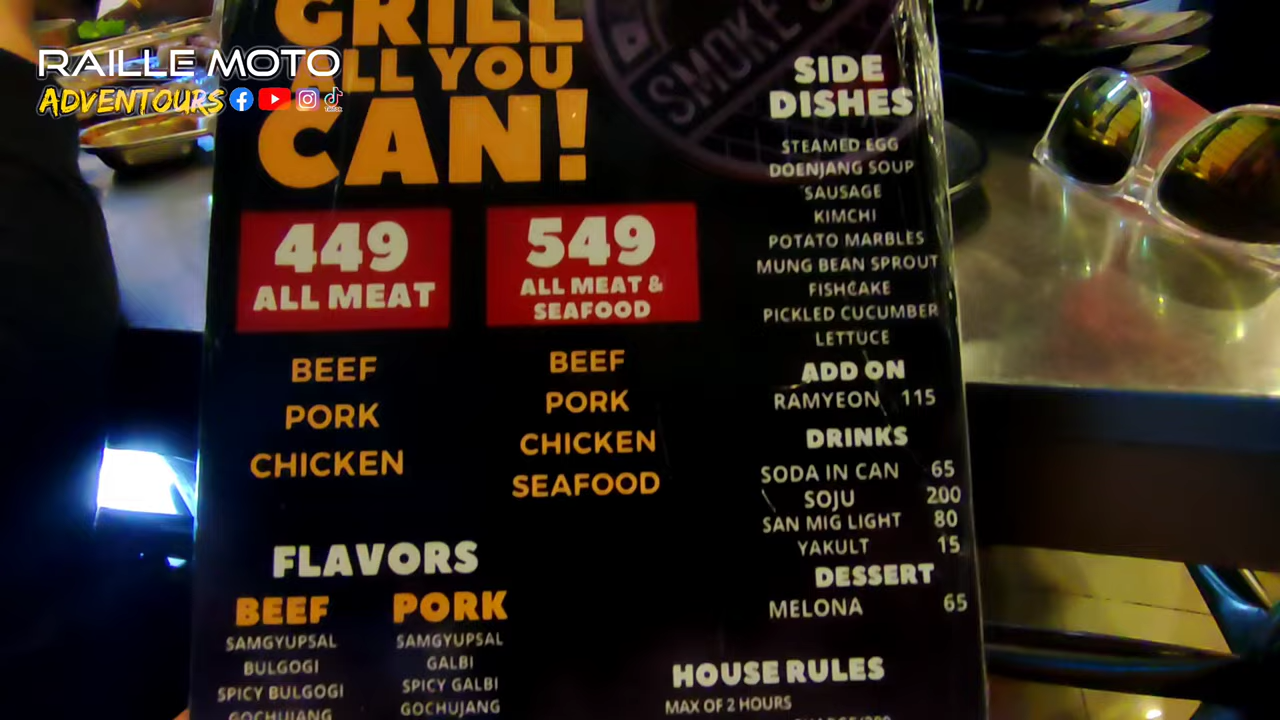 RAILLE MOTO
ADVENTOURS
GRILL
ALL YOU
CAN!
SMOKE
449
ALL MEAT
BEEF
PORK
CHICKEN
549
ALL MEAT &
SEAFOOD
BEEF
PORK
CHICKEN
SEAFOOD
FLAVORS
BEEF
SAMGYUPSAL
BULGOGI
SPICY BULGOGI
GOCHUJANG
PORK
SAMGYUPSAL
GALBI
SPICY GALBI
GOCHUJANG
SIDE
DISHES
STEAMED EGG
DOENJANG SOUP
SAUSAGE
KIMCHI
POTATO MARBLES
MUNG BEAN SPROUT
FISHCAKE
PICKLED CUCUMBER
LETTUCE
ADD ON
RAMYEON 115
DRINKS
SODA IN CAN 65
SOJU 200
SAN MIG LIGHT 80
YAKULT 15
DESSERT
MELONA 65
HOUSE RULES
MAX OF 2 HOURS